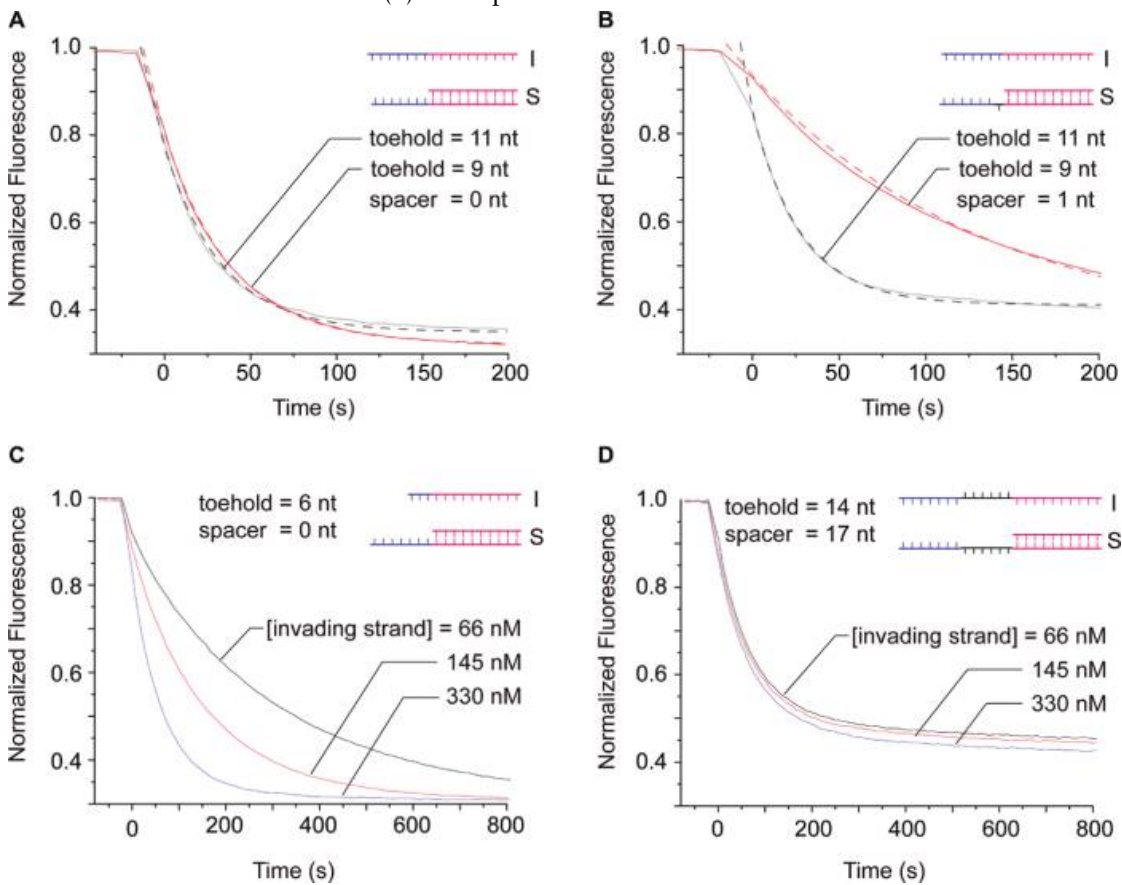 A
Normalized Fluorescence
1.0
0.8
0.6
0.4
I
S
toehold = 11 nt
toehold = 9 nt
spacer = 0 nt
0 50 100 150 200
Time (s)
B
Normalized Fluorescence
1.0
0.8
0.6
0.4
I
S
toehold = 11 nt
toehold = 9 nt
spacer = 1 nt
0 50 100 150 200
Time (s)
C
Normalized Fluorescence
1.0
0.8
0.6
0.4
toehold = 6 nt
spacer = 0 nt
I
S
[invading strand] = 66 nM
145 nM
330 nM
0 200 400 600 800
Time (s)
D
Normalized Fluorescence
1.0
0.8
0.6
0.4
toehold = 14 nt
spacer = 17 nt
I
S
[invading strand] = 66 nM
145 nM
330 nM
0 200 400 600 800
Time (s)